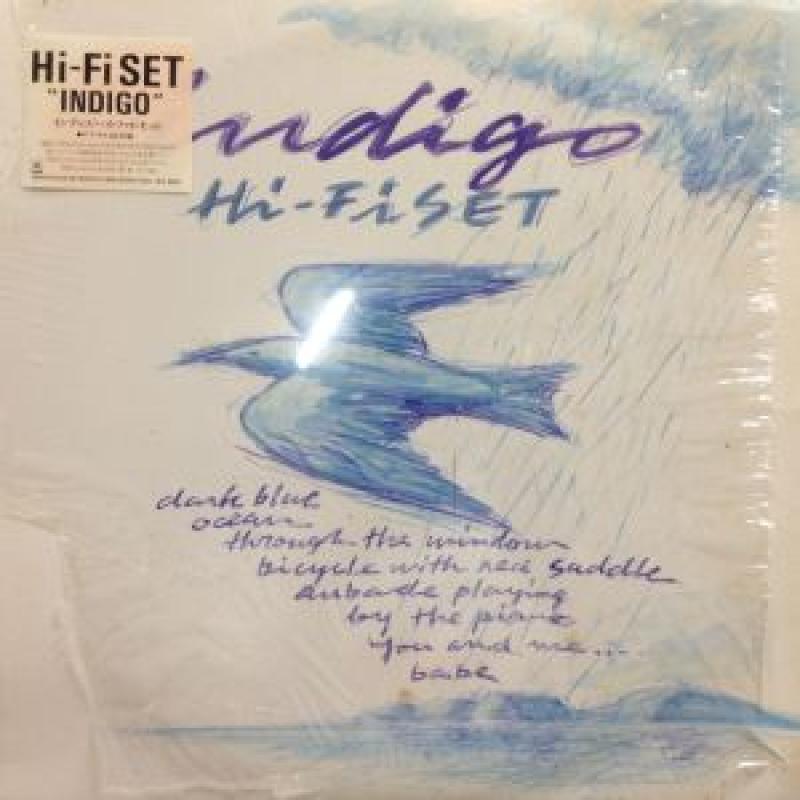 Hi-Fi SET
"INDIGO"
indigo
Hi-Fi SET
dark blue
ocean
through the window
bicycle with red saddle
aubade playing
by the piano
you and me....
babe